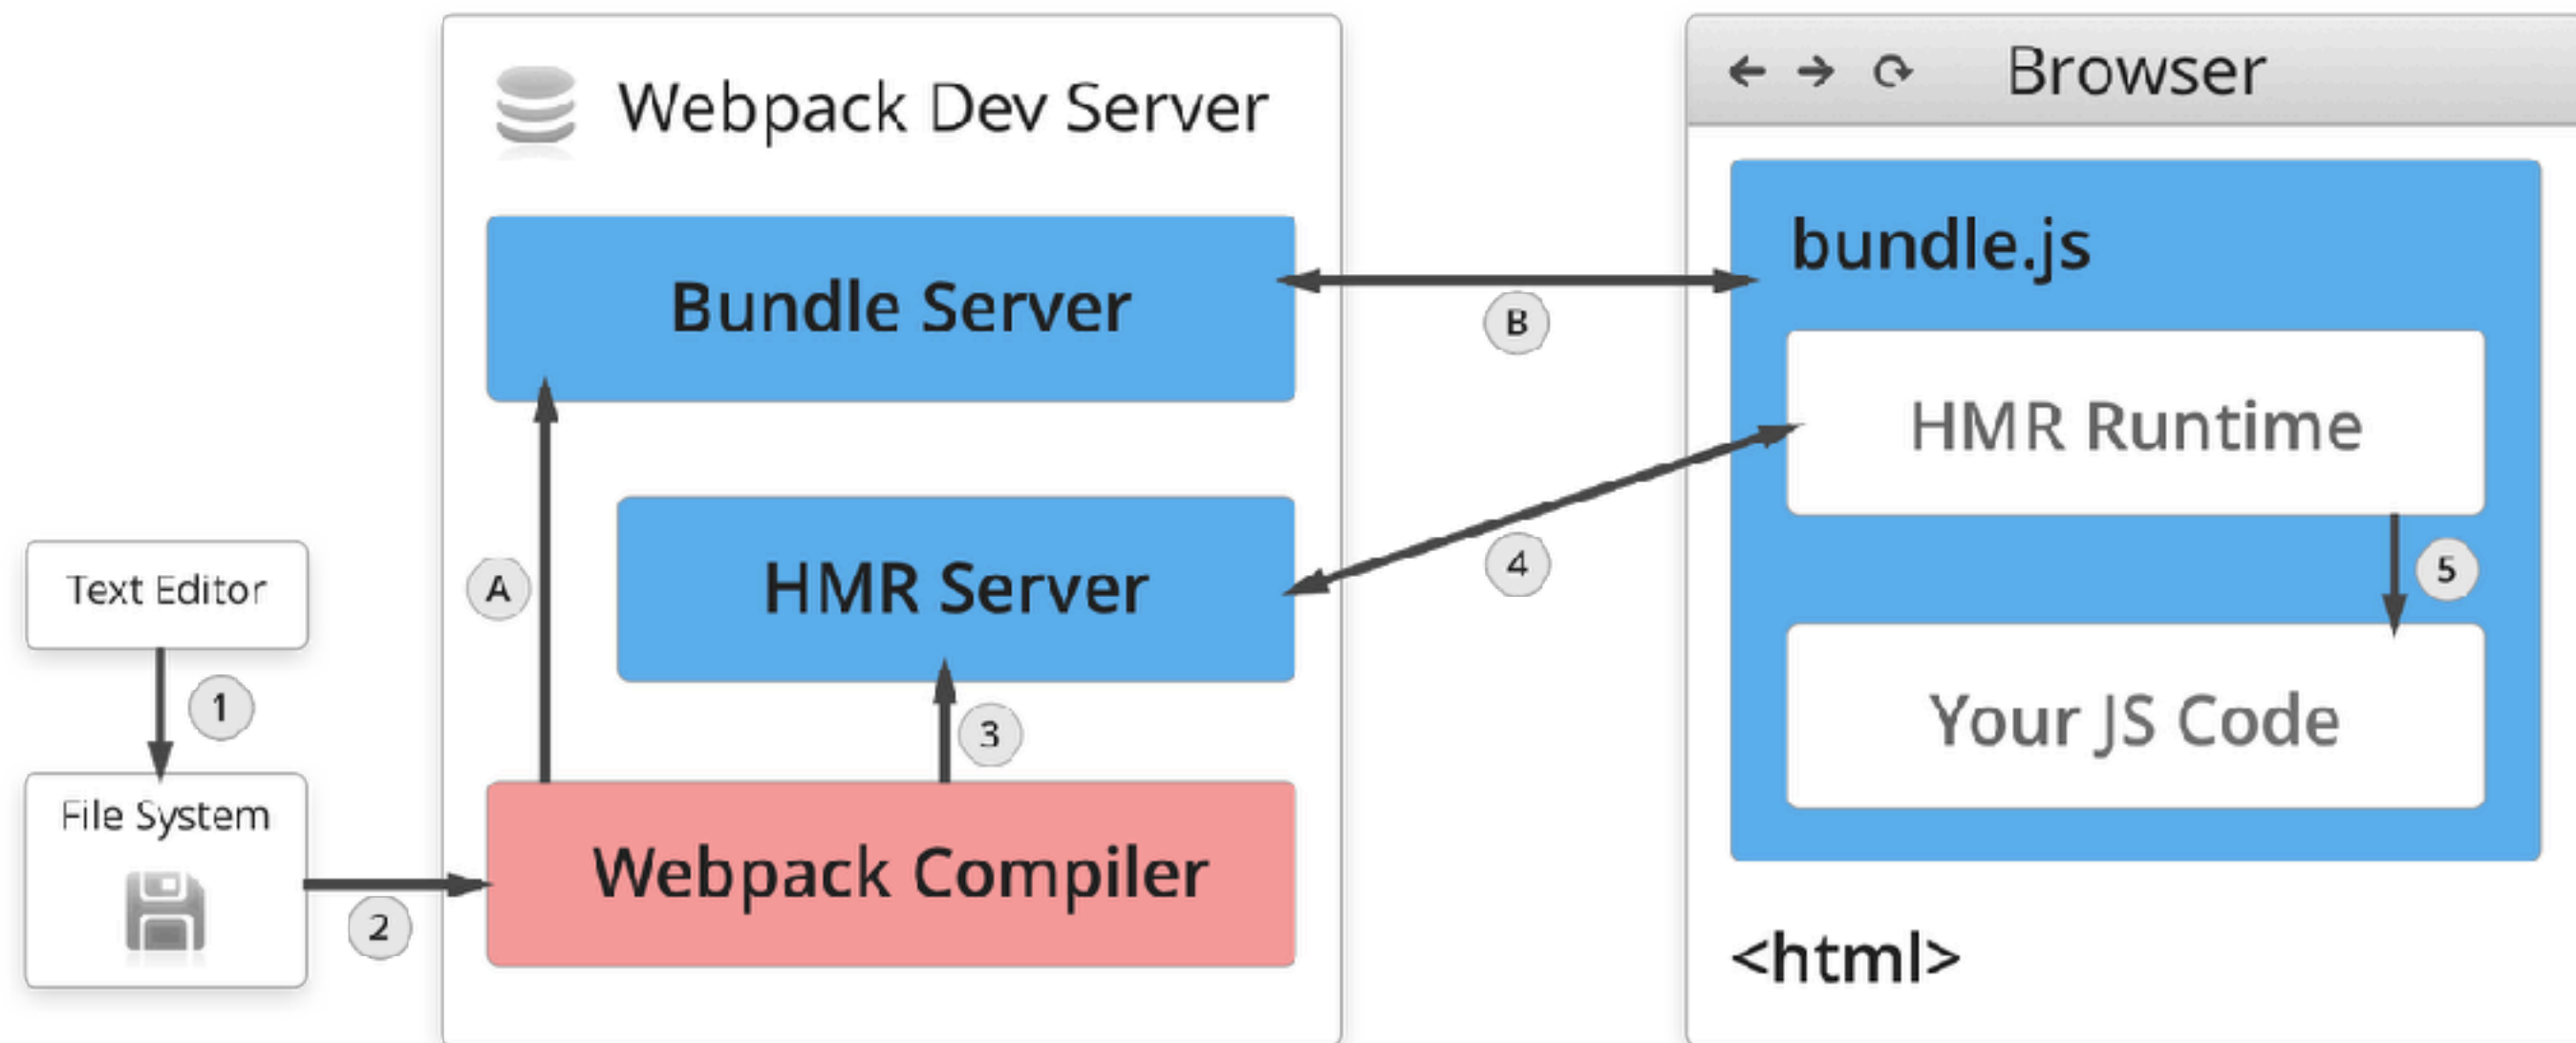 Webpack Dev Server
Bundle Server
A
HMR Server
3
Webpack Compiler
Text Editor
1
File System
2
B
4
Browser
bundle.js
HMR Runtime
5
Your JS Code
<html>